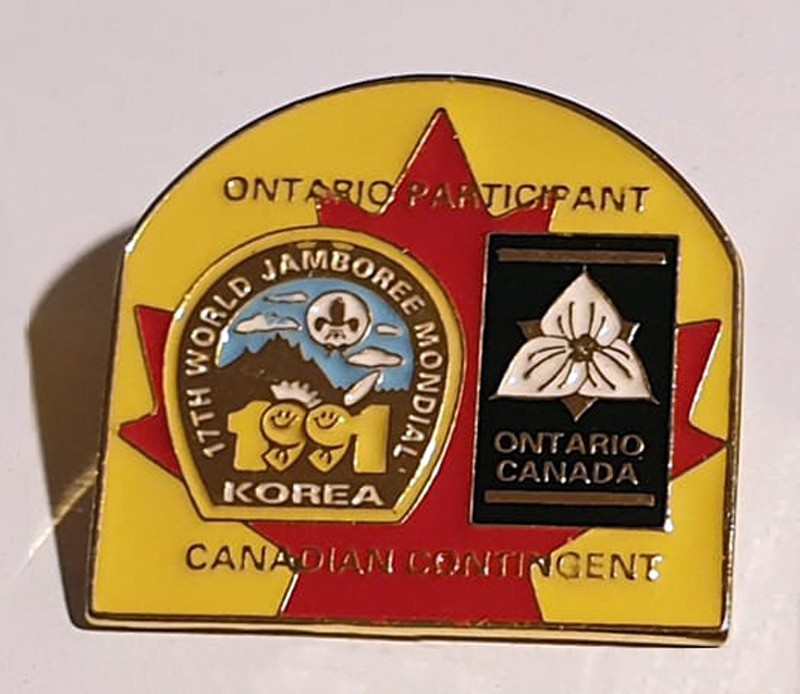 ONTARIO PARTICIPANT
17TH WORLD JAMBOREE MONDIAL
1991
KOREA
ONTARIO
CANADA
CANADIAN CONTINGENT